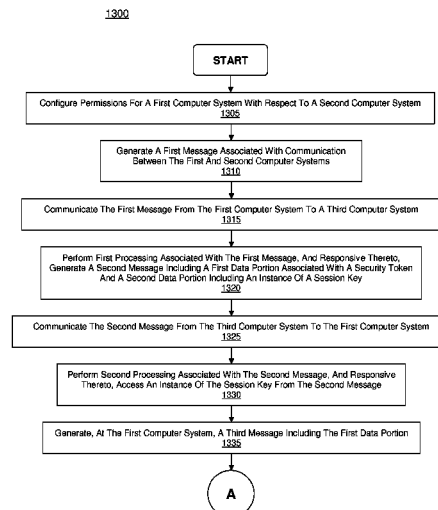 1300
START
Configure Permissions For A First Computer System With Respect To A Second Computer System
1305
Generate A First Message Associated With Communication
Between The First And Second Computer Systems
1310
Communicate The First Message From The First Computer System To A Third Computer System
1315
Perform First Processing Associated With The First Message, And Responsive Thereto,
Generate A Second Message Including A First Data Portion Associated With A Security Token
And A Second Data Portion Including An Instance Of A Session Key
1320
Communicate The Second Message From The Third Computer System To The First Computer System
1325
Perform Second Processing Associated With The Second Message, And Responsive
Thereto, Access An Instance Of The Session Key From The Second Message
1330
Generate, At The First Computer System, A Third Message Including The First Data Portion
1335
A